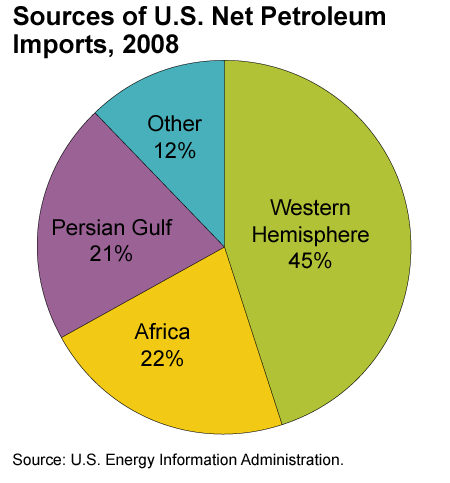 Sources of U.S. Net Petroleum
Imports, 2008
Other
12%
Western
Hemisphere
45%
Persian Gulf
21%
Africa
22%
Source: U.S. Energy Information Administration.